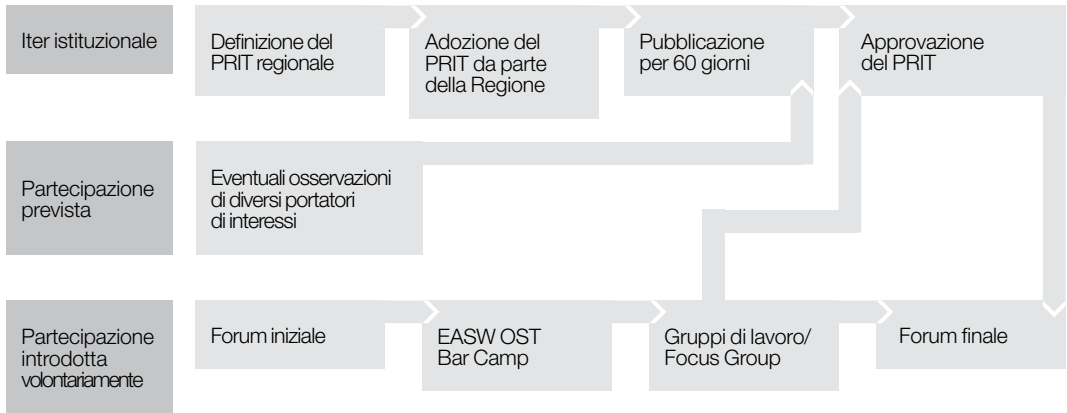 Iter istituzionale
Definizione del
PRIT regionale
Adozione del
PRIT da parte
della Regione
Pubblicazione
per 60 giorni
Approvazione
del PRIT
Partecipazione
prevista
Eventuali osservazioni
di diversi portatori
di interessi
Partecipazione
introdotta
volontariamente
Forum iniziale
EASW OST
Bar Camp
Gruppi di lavoro/
Focus Group
Forum finale